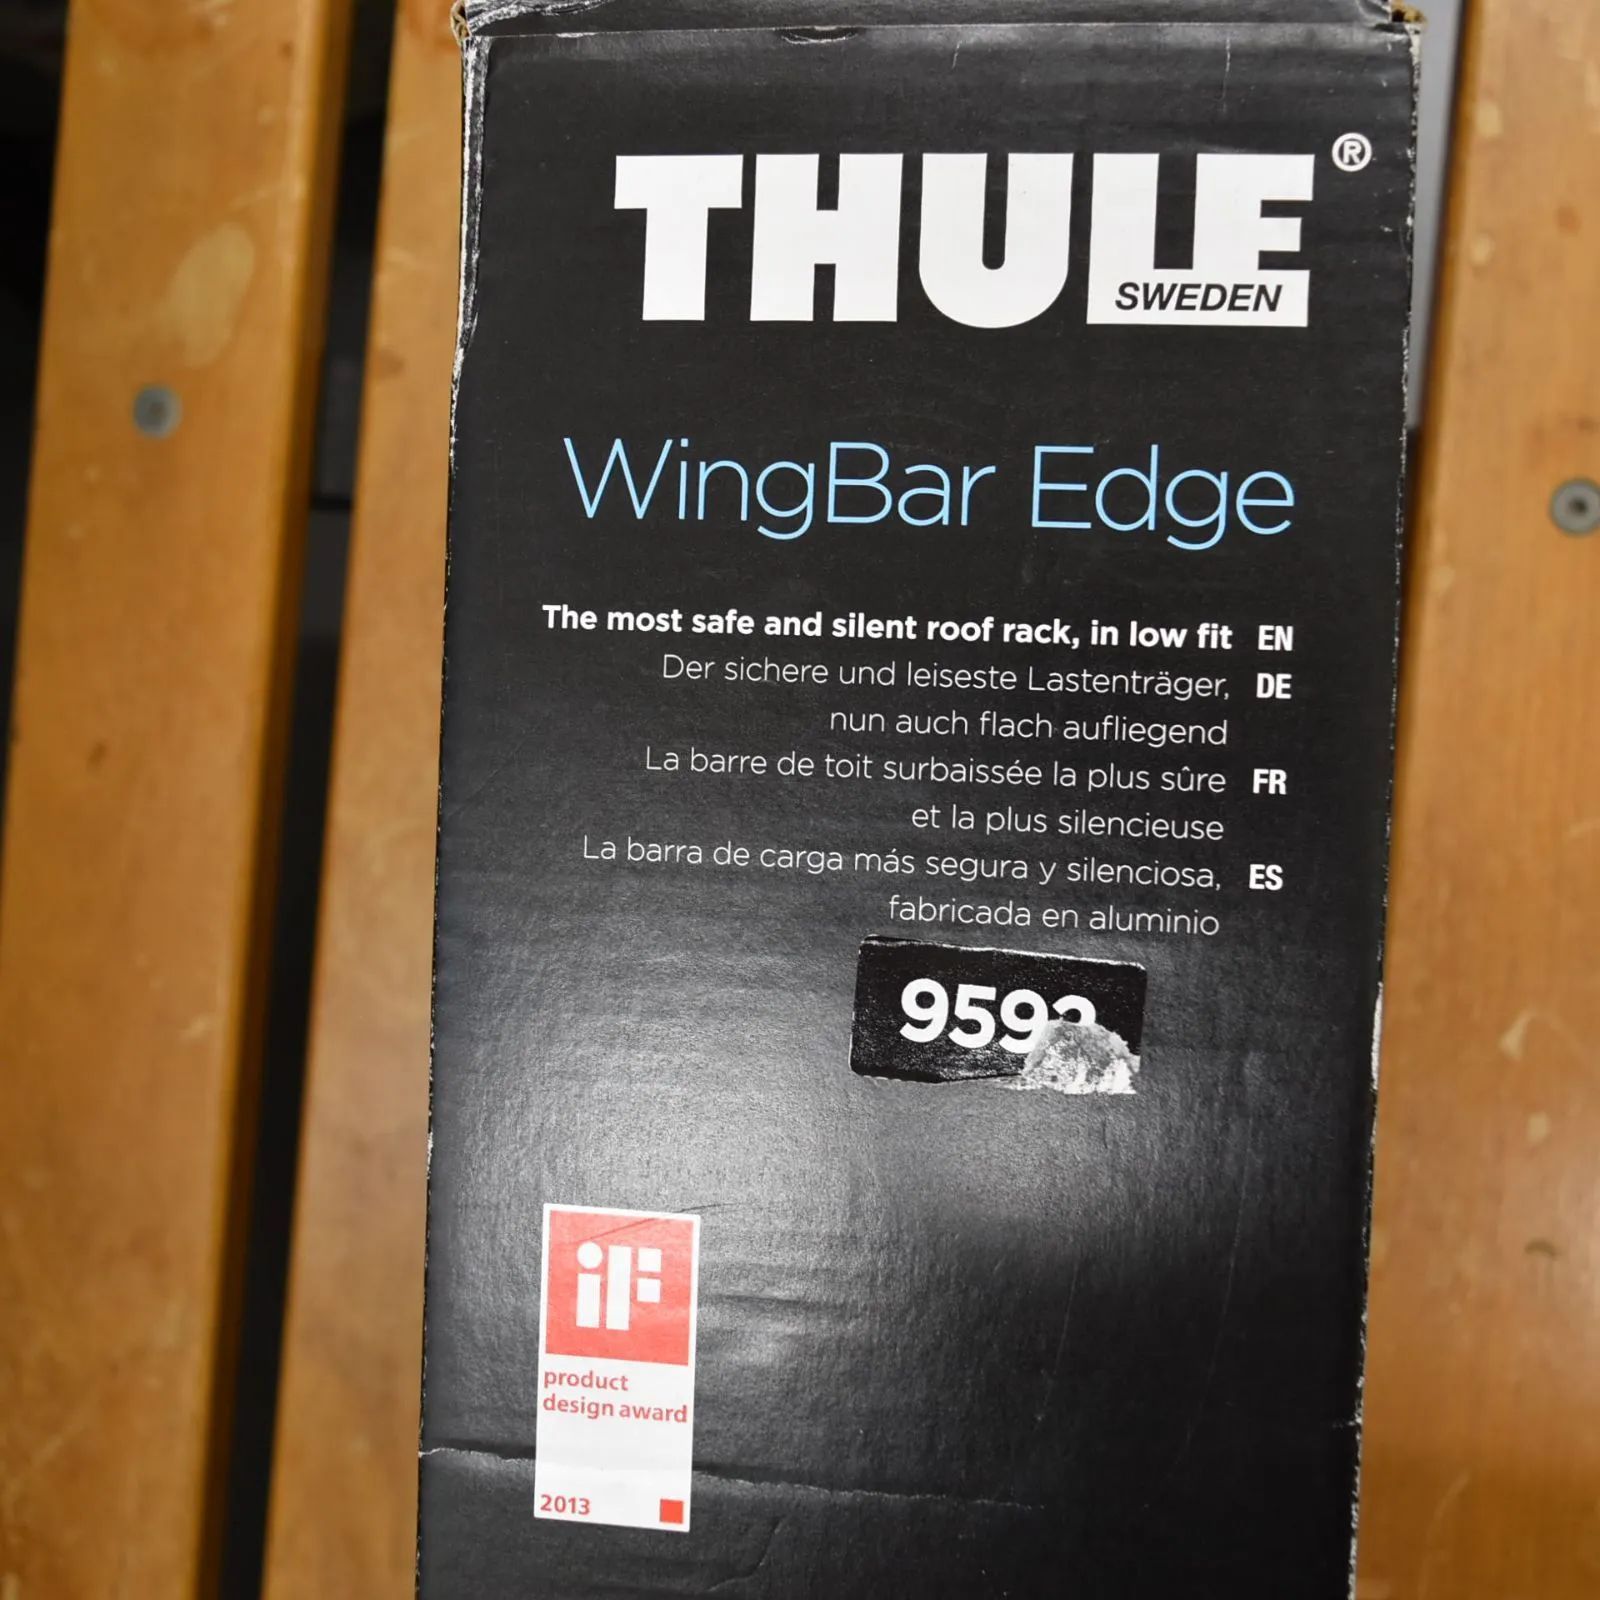 THULE®
SWEDEN
WingBar Edge
The most safe and silent roof rack, in low fit EN
Der sichere und leiseste Lastenträger, DE
nun auch flach aufliegend
La barre de toit surbaissée la plus sûre FR
et la plus silencieuse
La barra de carga más segura y silenciosa, ES
fabricada en aluminio
iF
product
design award
2013